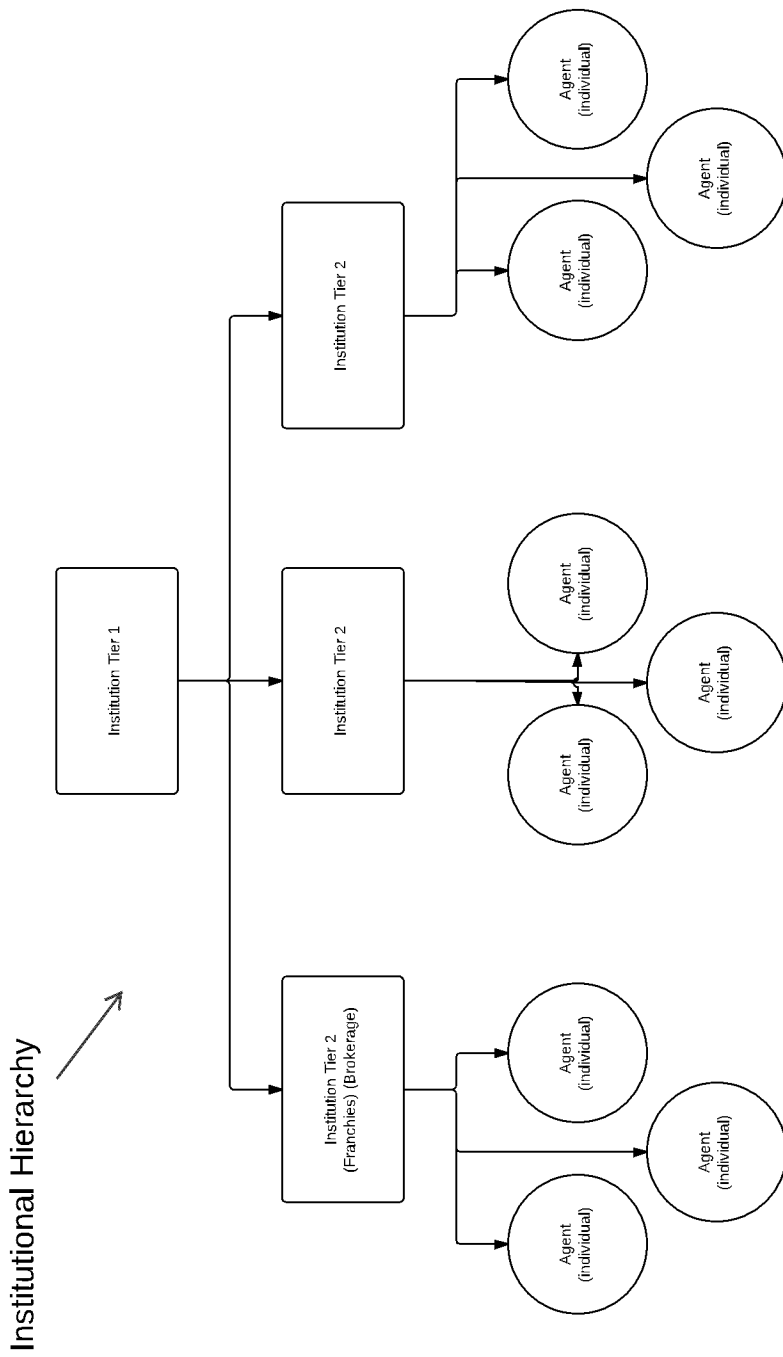 Institutional Hierarchy
Institution Tier 1
Institution Tier 2
(Franchies) (Brokerage)
Institution Tier 2
Institution Tier 2
Agent
(individual)
Agent
(individual)
Agent
(individual)
Agent
(individual)
Agent
(individual)
Agent
(individual)
Agent
(individual)
Agent
(individual)
Agent
(individual)